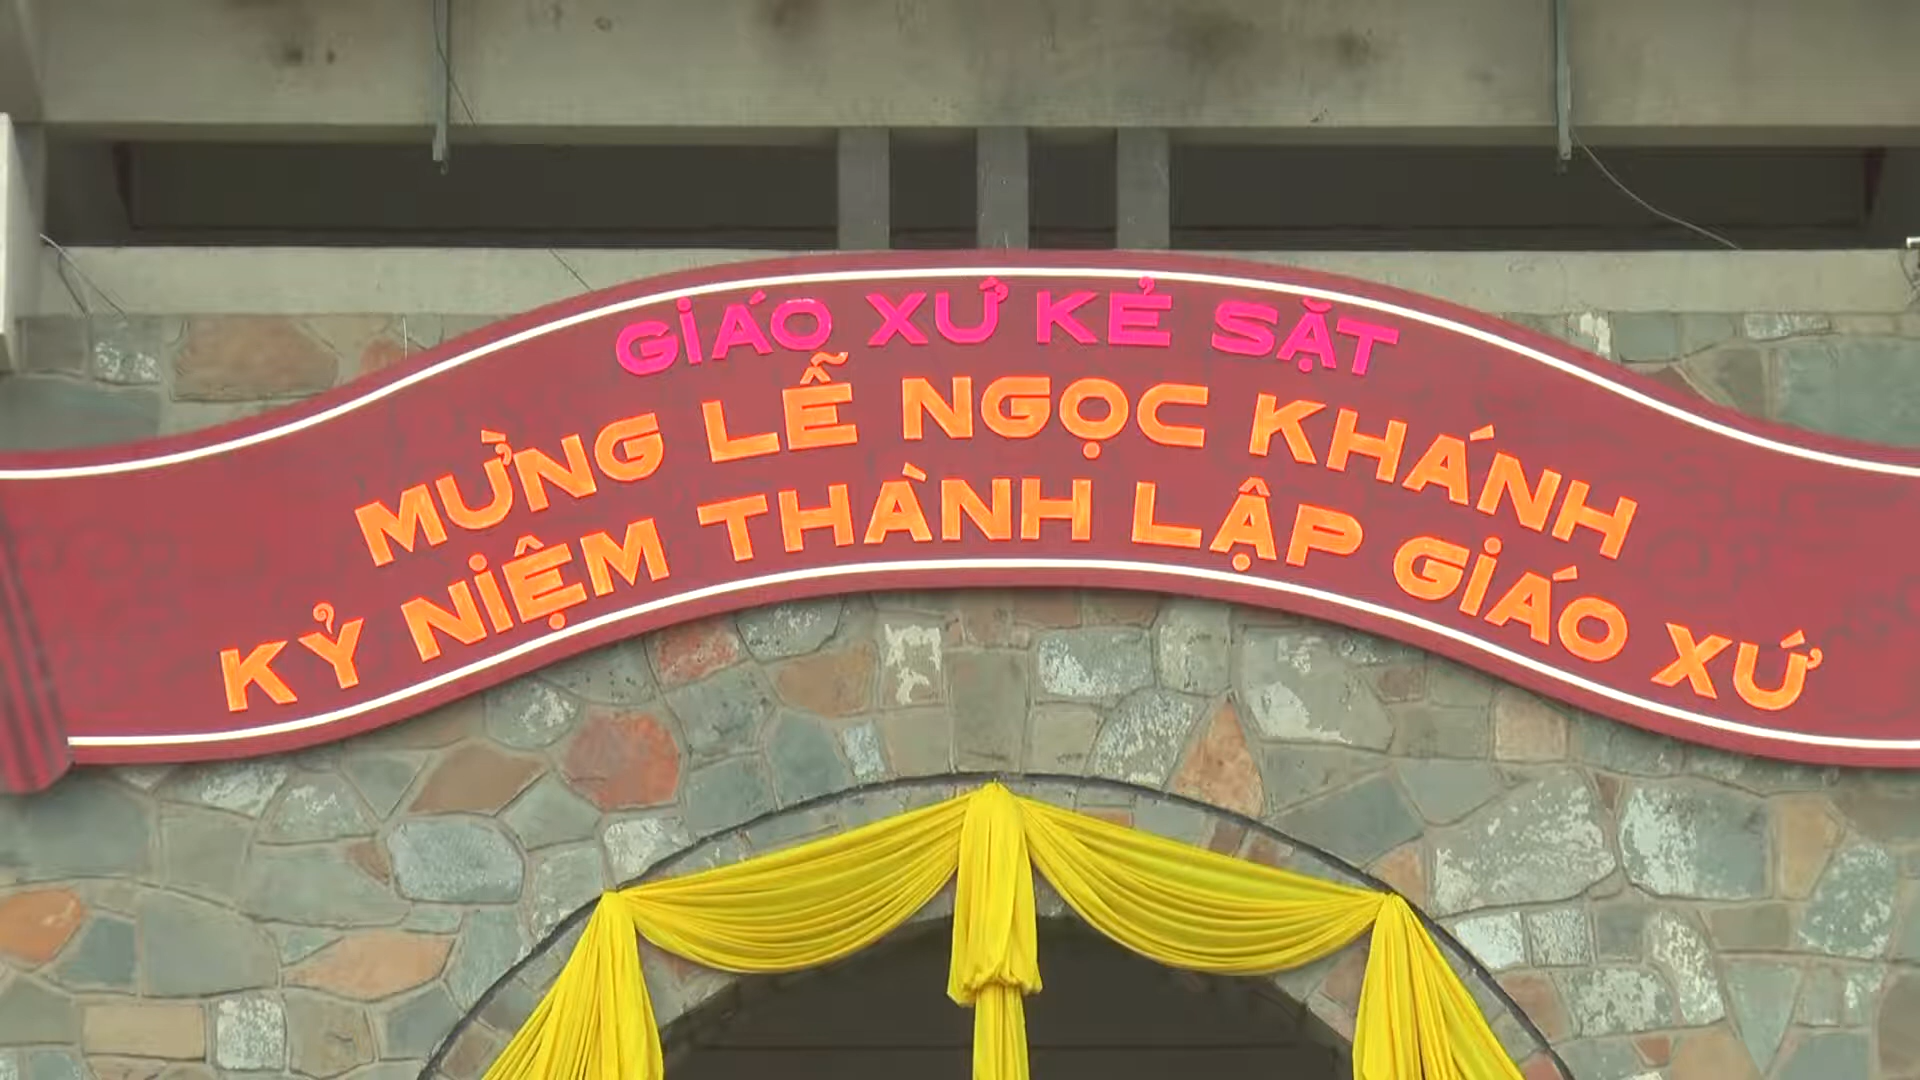 GIÁO XỨ KẺ SẶT
MỪNG LỄ NGỌC KHÁNH
KỶ NIỆM THÀNH LẬP GIÁO XỨ